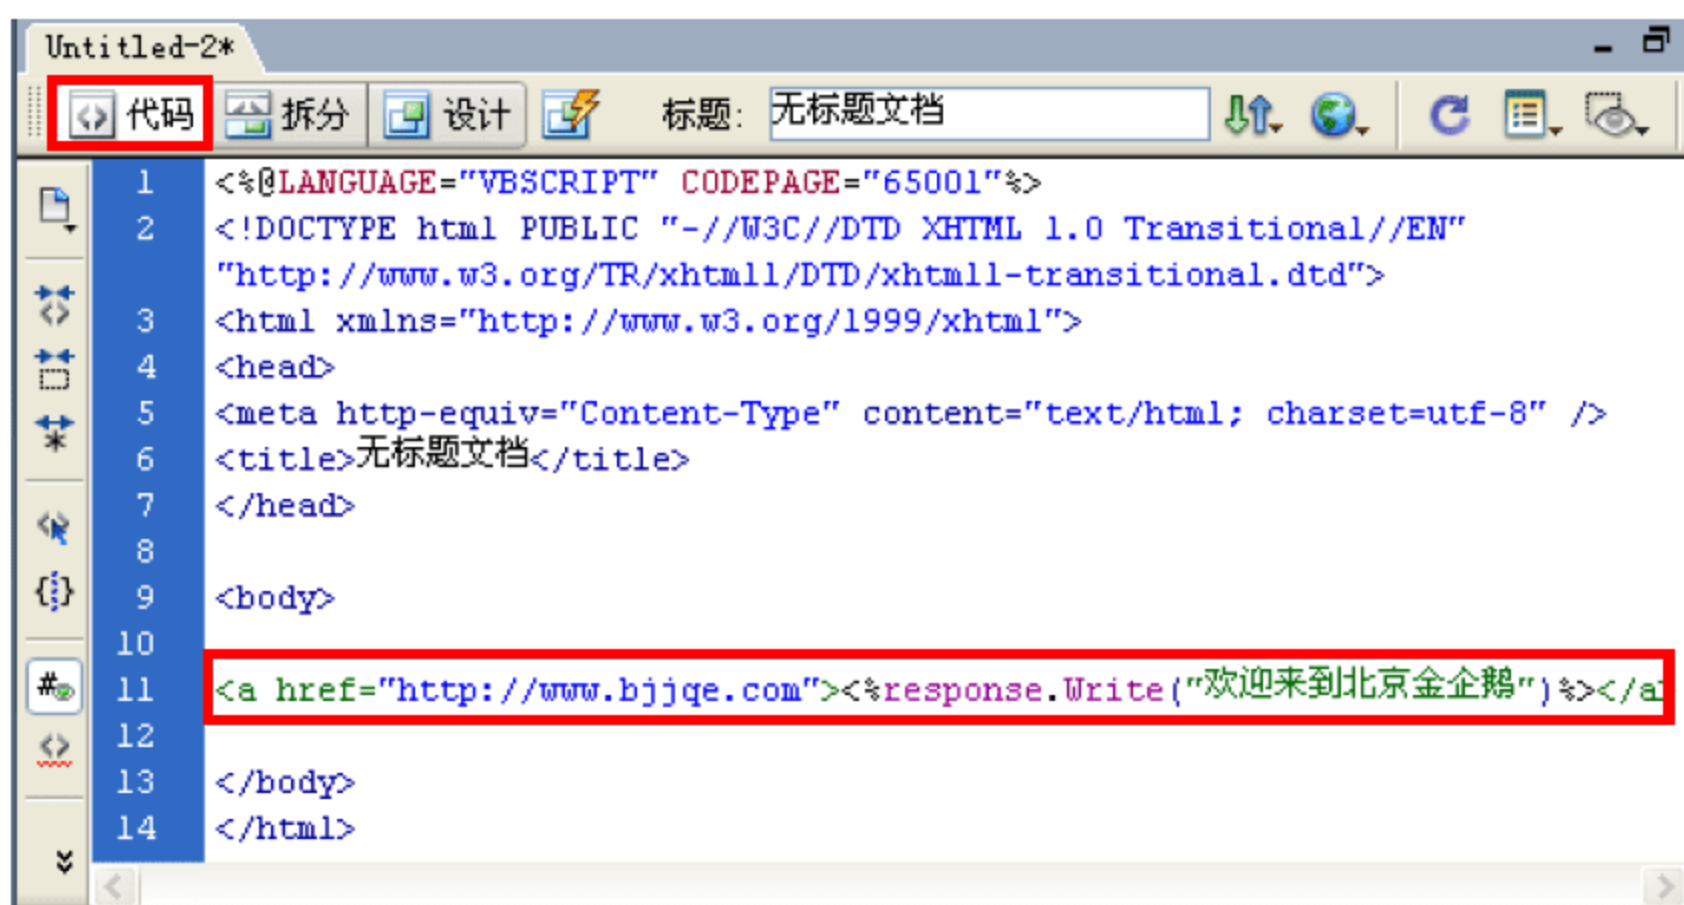 Untitled-2*
代码 拆分 设计 标题: 无标题文档
1 <%@LANGUAGE="VBSCRIPT" CODEPAGE="65001"%>
2 <!DOCTYPE html PUBLIC "-//W3C//DTD XHTML 1.0 Transitional//EN"
"http://www.w3.org/TR/xhtml1/DTD/xhtml1-transitional.dtd">
3 <html xmlns="http://www.w3.org/1999/xhtml">
4 <head>
5 <meta http-equiv="Content-Type" content="text/html; charset=utf-8" />
6 <title>无标题文档</title>
7 </head>
8
9 <body>
10
11 <a href="http://www.bjjqe.com"><%response.Write("欢迎来到北京金企鹅")%></a>
12
13 </body>
14 </html>